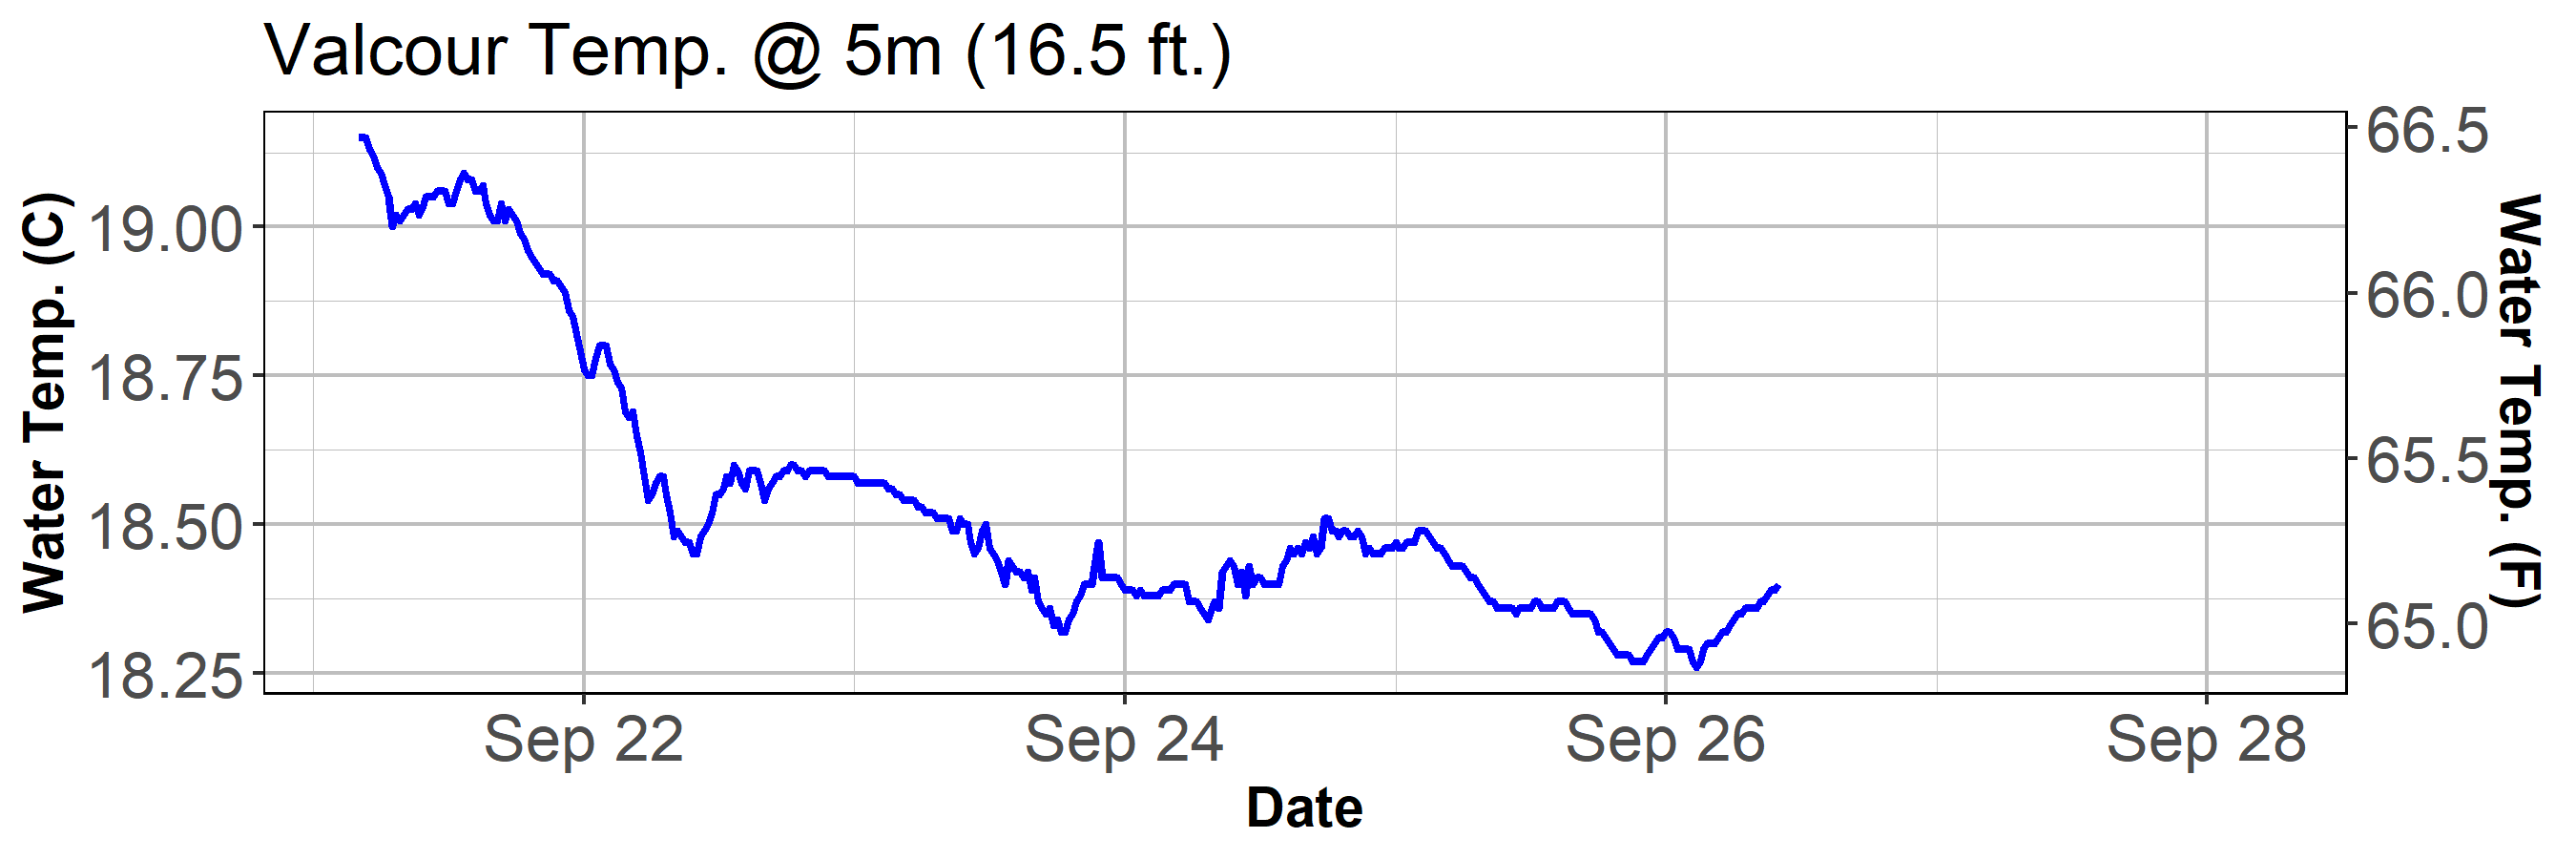 Valcour Temp. @ 5m (16.5 ft.)
Water Temp. (C)
19.00
18.75
18.50
18.25
66.5
66.0
65.5
65.0
Water Temp. (F)
Sep 22
Sep 24
Sep 26
Sep 28
Date